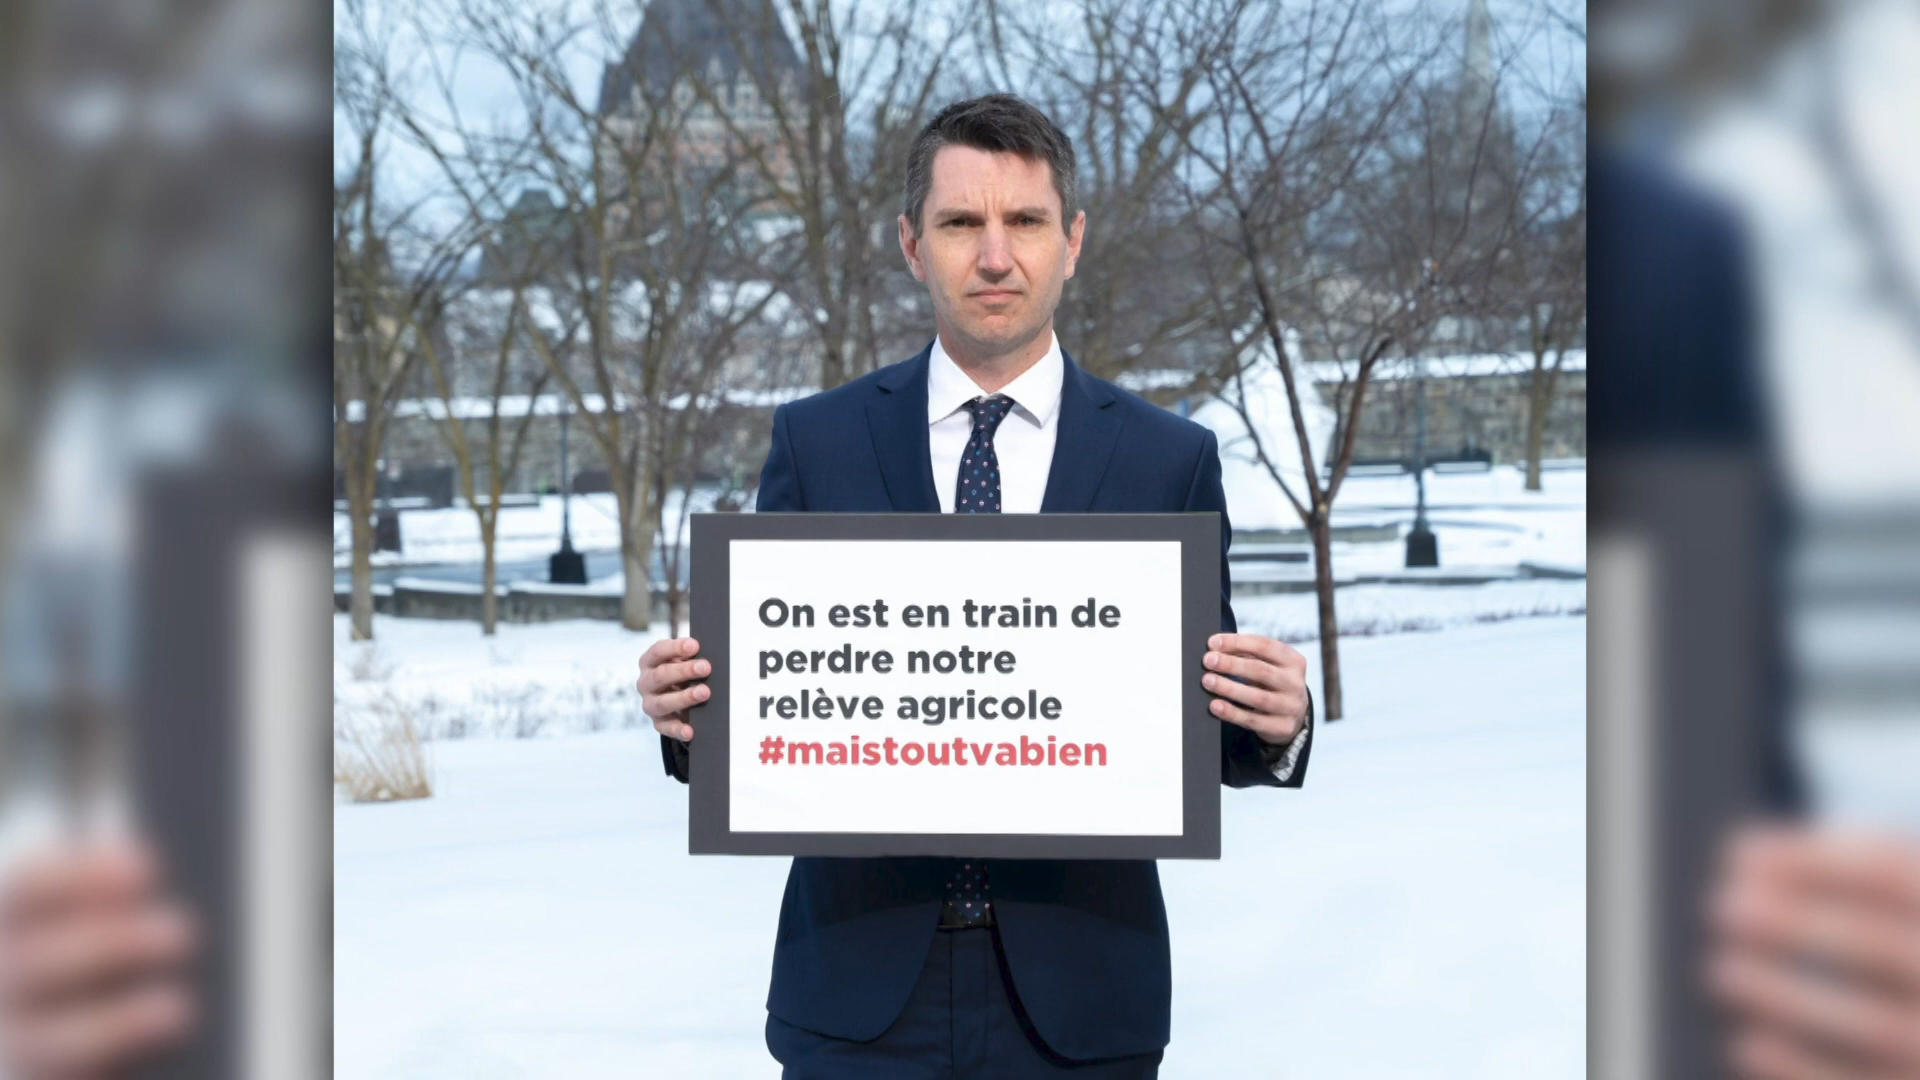 On est en train de
perdre notre
relève agricole
#maistoutvabien